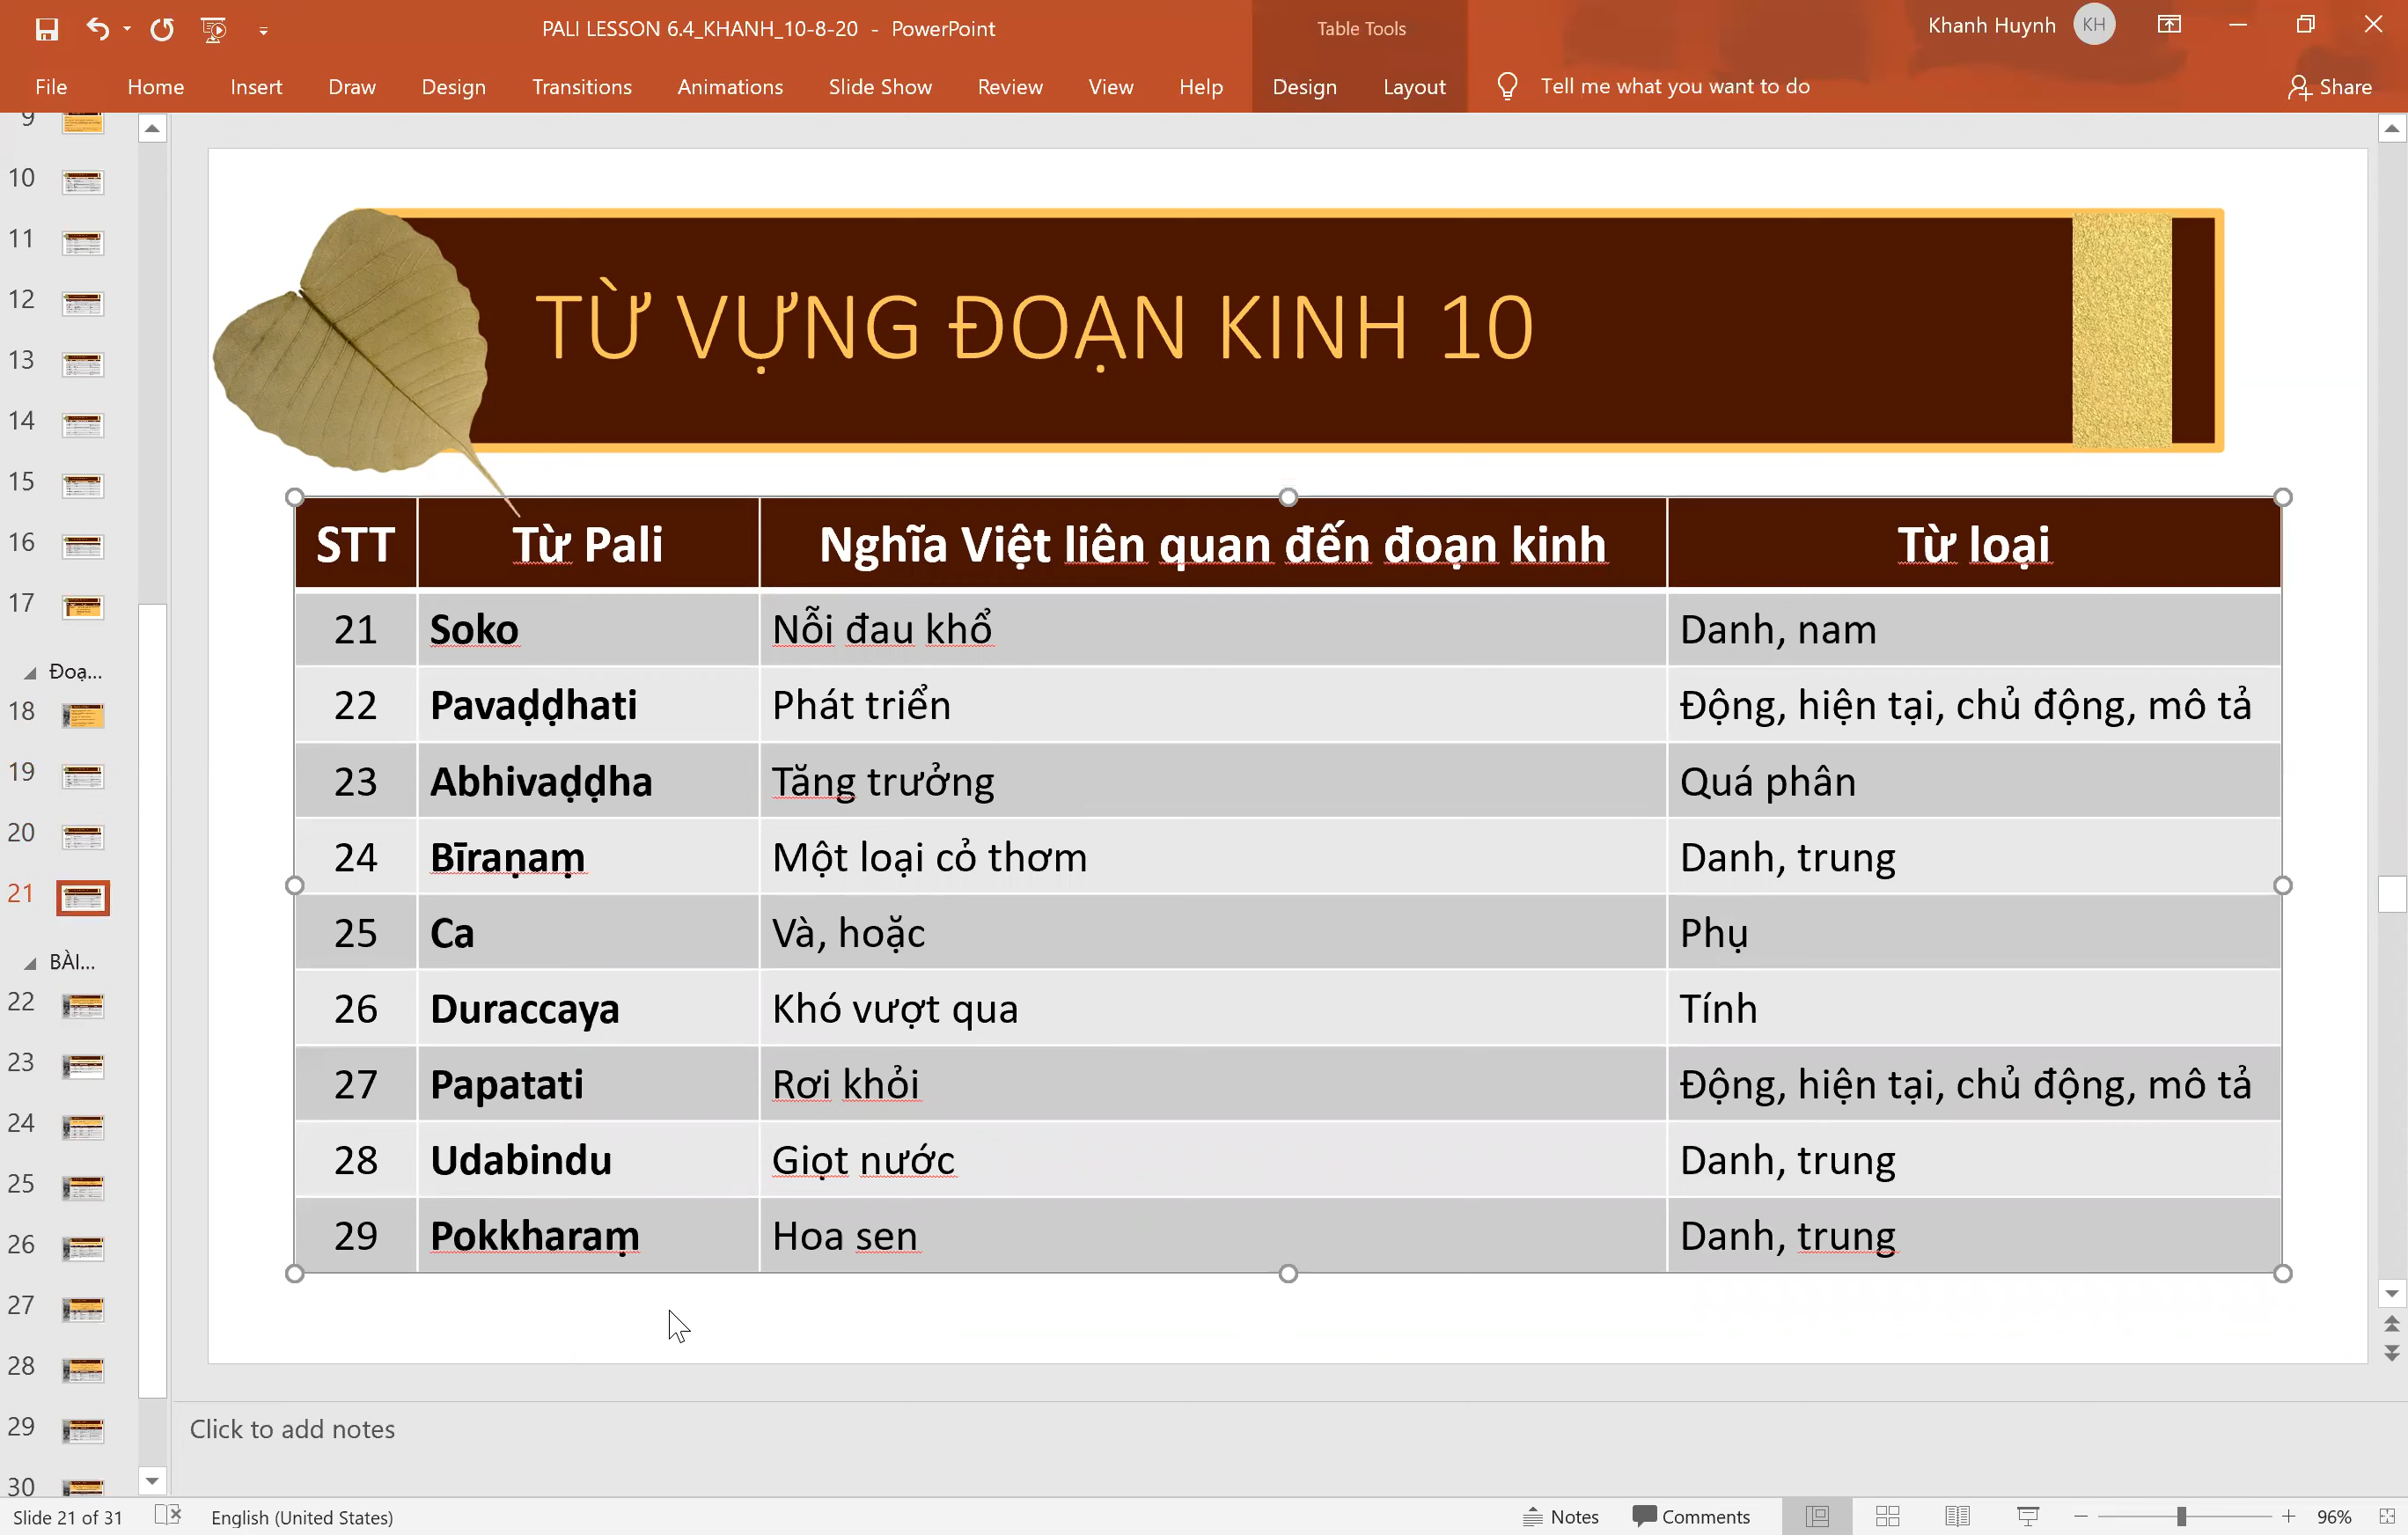 PALI LESSON 6.4_KHANH_10-8-20 - PowerPoint
Table Tools
Khanh Huynh
KH
File Home Insert Draw Design Transitions Animations Slide Show Review View Help Design Layout Tell me what you want to do Share
9
10
11
12
13
14
15
16
17
Đoạ...
18
19
20
21
BÀI...
22
23
24
25
26
27
28
29
30
TỪ VỰNG ĐOẠN KINH 10
STT Từ Pali Nghĩa Việt liên quan đến đoạn kinh Từ loại
21 Soko Nỗi đau khổ Danh, nam
22 Pavaḍḍhati Phát triển Động, hiện tại, chủ động, mô tả
23 Abhivaḍḍha Tăng trưởng Quá phân
24 Bīraṇaṃ Một loại cỏ thơm Danh, trung
25 Ca Và, hoặc Phụ
26 Duraccaya Khó vượt qua Tính
27 Papatati Rơi khỏi Động, hiện tại, chủ động, mô tả
28 Udabindu Giọt nước Danh, trung
29 Pokkharaṃ Hoa sen Danh, trung
Click to add notes
Slide 21 of 31 English (United States) Notes Comments 96%